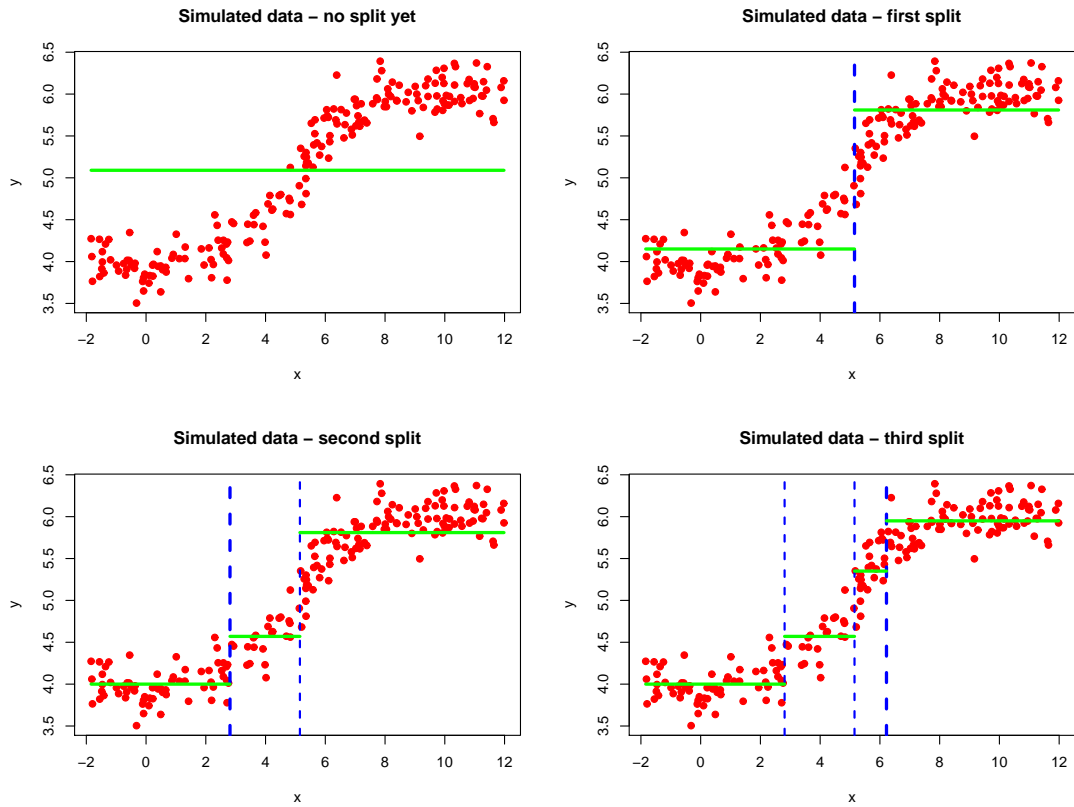 Simulated data − no split yet
6.5
6.0
5.5
5.0
4.5
4.0
3.5
y
−2 0 2 4 6 8 10 12
x
Simulated data − first split
6.5
6.0
5.5
5.0
4.5
4.0
3.5
y
−2 0 2 4 6 8 10 12
x
Simulated data − second split
6.5
6.0
5.5
5.0
4.5
4.0
3.5
y
−2 0 2 4 6 8 10 12
x
Simulated data − third split
6.5
6.0
5.5
5.0
4.5
4.0
3.5
y
−2 0 2 4 6 8 10 12
x